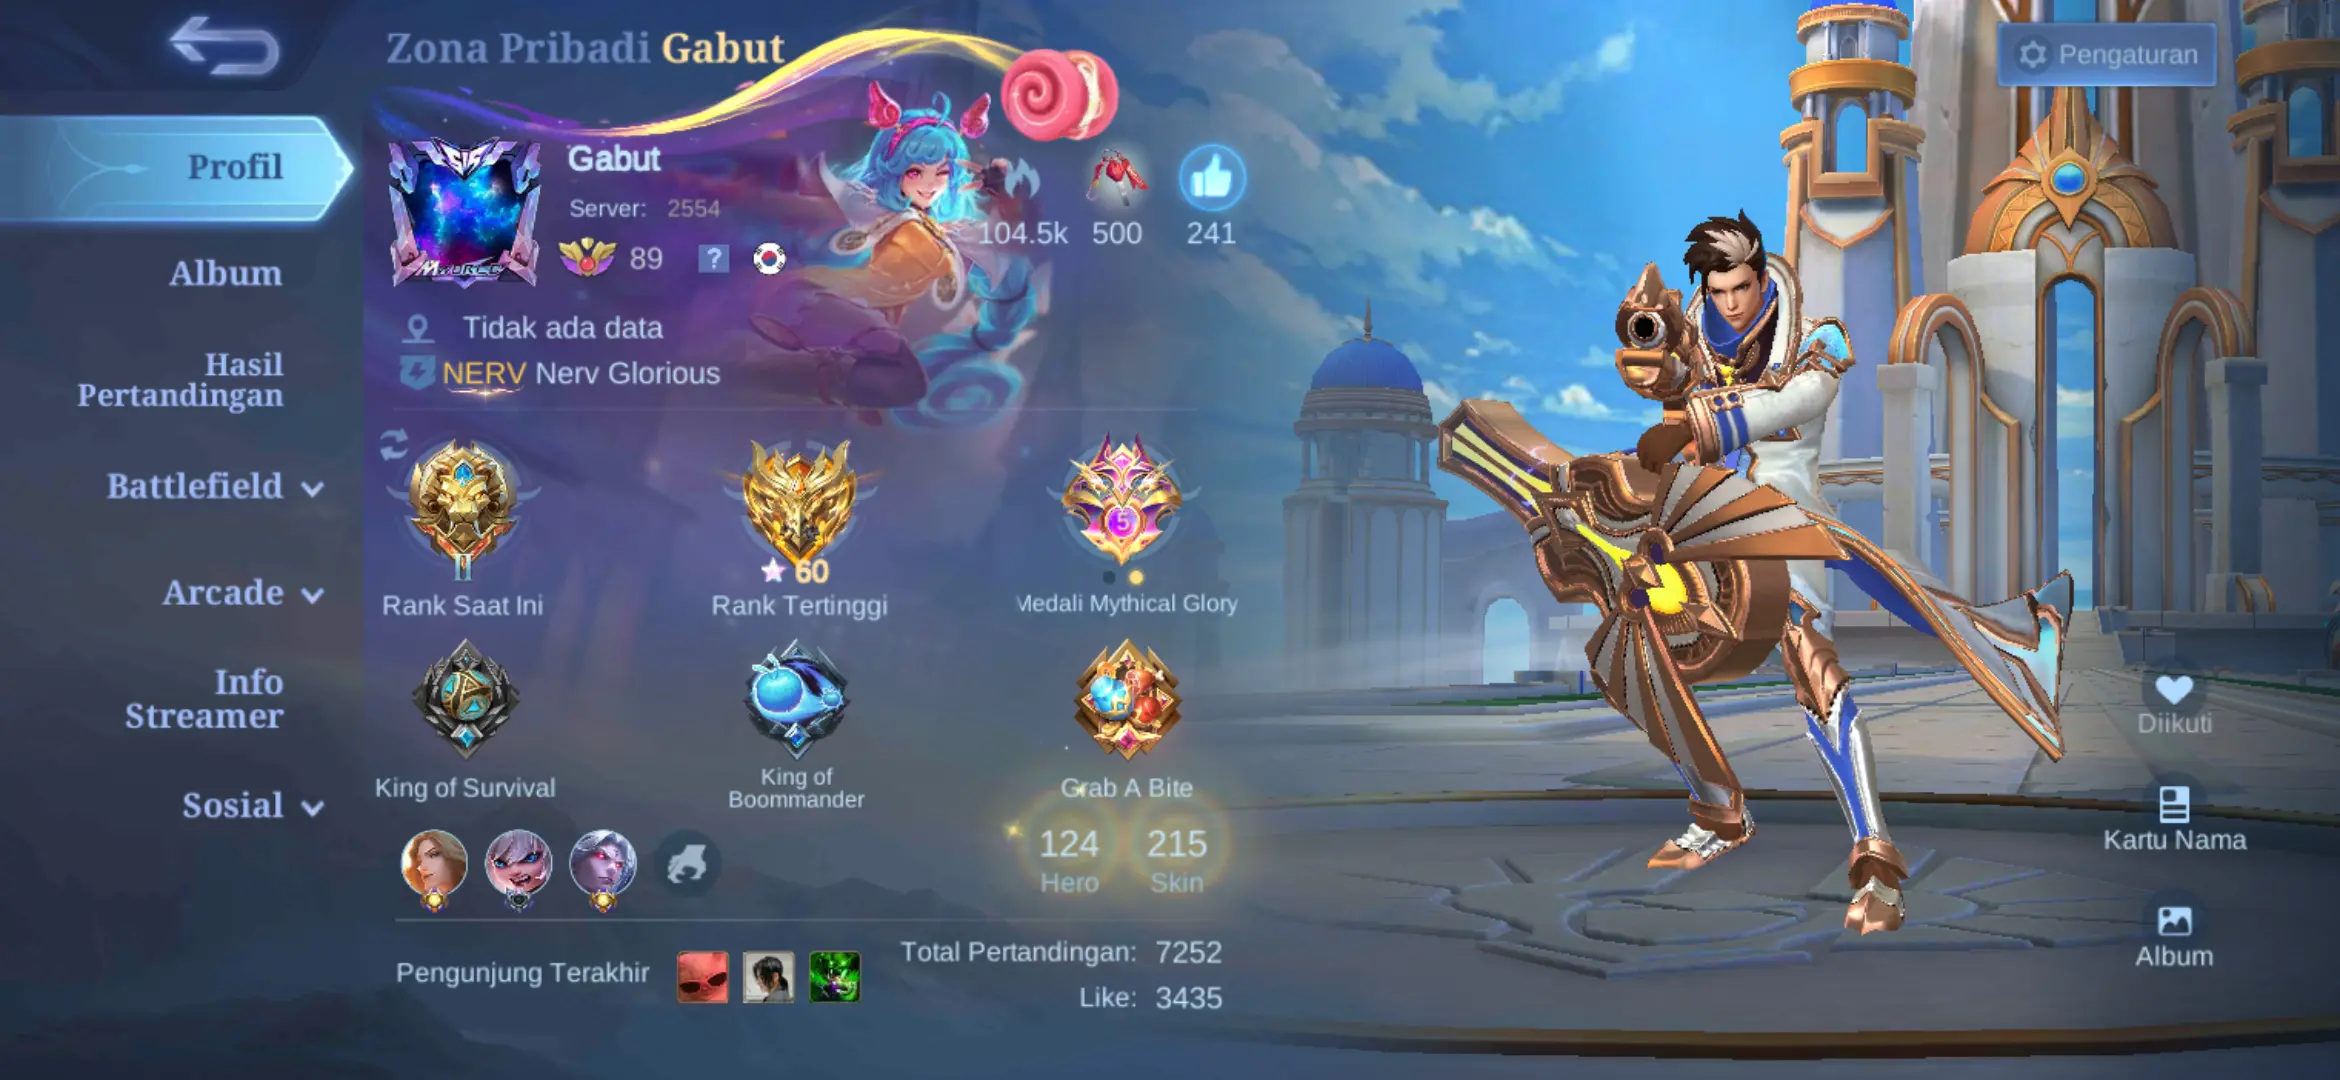 Zona Pribadi Gabut
Pengaturan
Profil
Album
Hasil
Pertandingan
Battlefield
Arcade
Info
Streamer
Sosial
Gabut
Server: 2554
89
?
104.5k
500
241
Tidak ada data
NERV Nerv Glorious
II
Rank Saat Ini
60
Rank Tertinggi
5
Medali Mythical Glory
King of Survival
King of
Boommander
Grab A Bite
124
Hero
215
Skin
Pengunjung Terakhir
Total Pertandingan: 7252
Like: 3435
Diikuti
Kartu Nama
Album